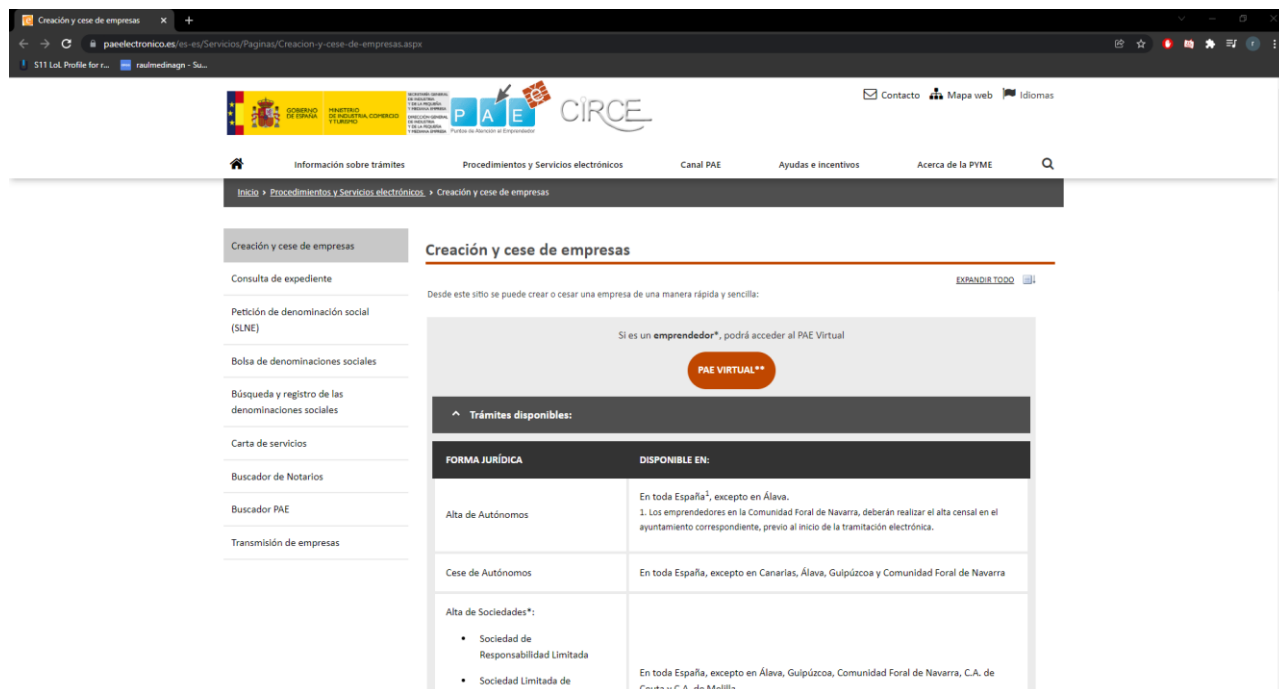 Creación y cese de empresas
paeelectronico.es/es-es/Servicios/Paginas/Creacion-y-cese-de-empresas.aspx
S11 LoL Profile for r... raulmedinagn - Su...
GOBIERNO DE ESPAÑA
MINISTERIO DE INDUSTRIA, COMERCIO Y TURISMO
PAE
Puntos de Atención al Emprendedor
CIRCE
Contacto Mapa web Idiomas
Información sobre trámites Procedimientos y Servicios electrónicos Canal PAE Ayudas e incentivos Acerca de la PYME
Inicio › Procedimientos y Servicios electrónicos › Creación y cese de empresas
Creación y cese de empresas
Consulta de expediente
Petición de denominación social
(SLNE)
Bolsa de denominaciones sociales
Búsqueda y registro de las
denominaciones sociales
Carta de servicios
Buscador de Notarios
Buscador PAE
Transmisión de empresas
Creación y cese de empresas
EXPANDIR TODO
Desde este sitio se puede crear o cesar una empresa de una manera rápida y sencilla:
Si es un emprendedor*, podrá acceder al PAE Virtual
PAE VIRTUAL**
Trámites disponibles:
FORMA JURÍDICA DISPONIBLE EN:
Alta de Autónomos
En toda España1, excepto en Álava.
1. Los emprendedores en la Comunidad Foral de Navarra, deberán realizar el alta censal en el
ayuntamiento correspondiente, previo al inicio de la tramitación electrónica.
Cese de Autónomos En toda España, excepto en Canarias, Álava, Guipúzcoa y Comunidad Foral de Navarra
Alta de Sociedades*:
• Sociedad de
Responsabilidad Limitada
• Sociedad Limitada de
En toda España, excepto en Álava, Guipúzcoa, Comunidad Foral de Navarra, C.A. de
Ceuta y C.A. de Melilla